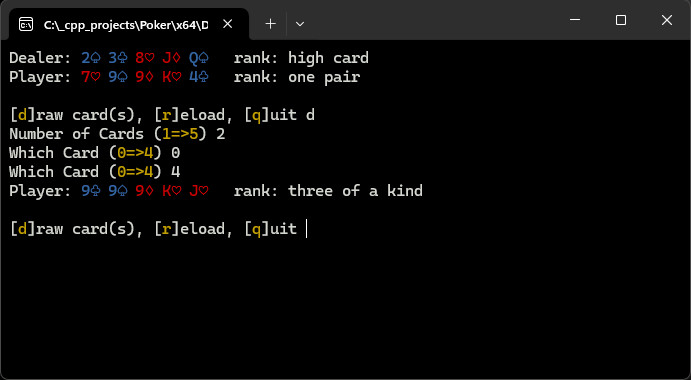 C:\_cpp_projects\Poker\x64\D
Dealer: 2♤ 3♧ 8♡ J♢ Q♤ rank: high card
Player: 7♡ 9♤ 9♢ K♡ 4♧ rank: one pair
[d]raw card(s), [r]eload, [q]uit d
Number of Cards (1=>5) 2
Which Card (0=>4) 0
Which Card (0=>4) 4
Player: 9♧ 9♤ 9♢ K♡ J♡ rank: three of a kind
[d]raw card(s), [r]eload, [q]uit